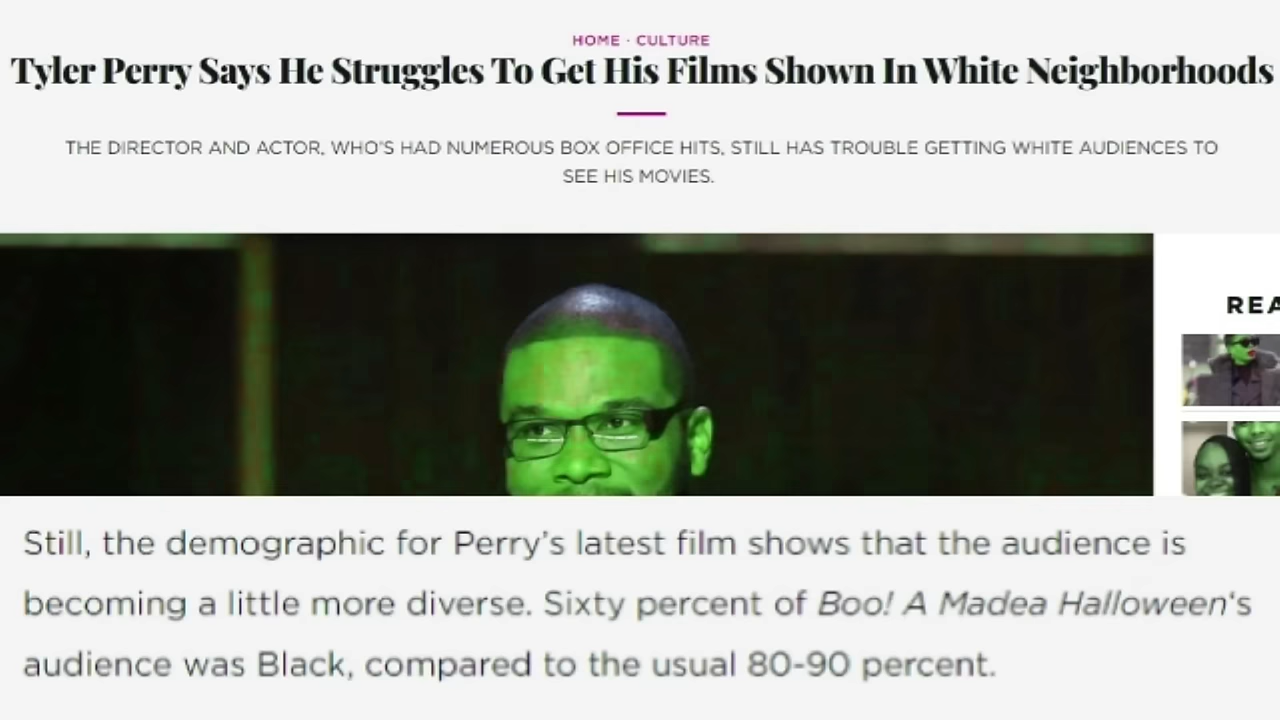 HOME · CULTURE
Tyler Perry Says He Struggles To Get His Films Shown In White Neighborhoods
THE DIRECTOR AND ACTOR, WHO'S HAD NUMEROUS BOX OFFICE HITS, STILL HAS TROUBLE GETTING WHITE AUDIENCES TO
SEE HIS MOVIES.
REA
Still, the demographic for Perry's latest film shows that the audience is
becoming a little more diverse. Sixty percent of Boo! A Madea Halloween‘s
audience was Black, compared to the usual 80-90 percent.